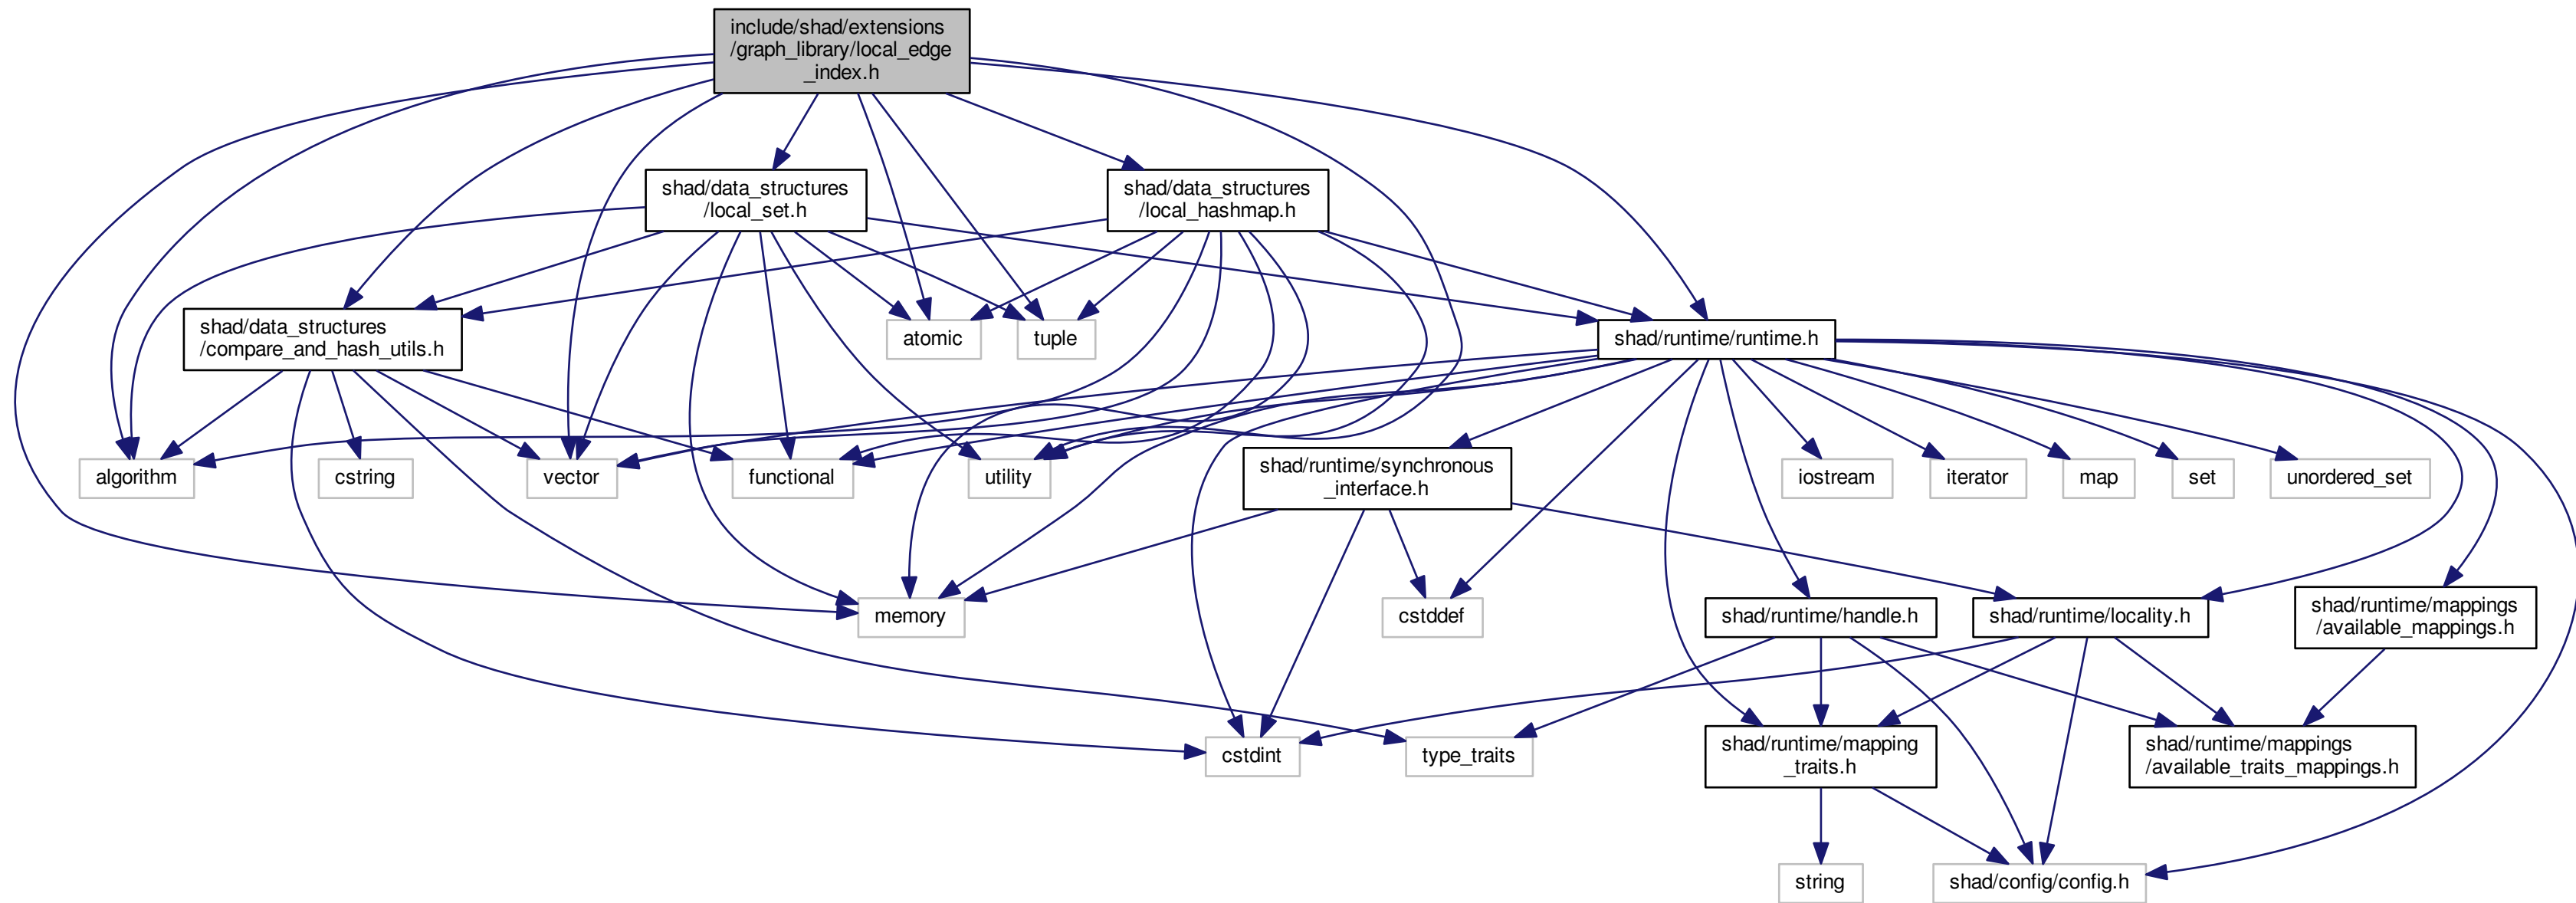 include/shad/extensions
/graph_library/local_edge
_index.h
shad/data_structures
/local_set.h
shad/data_structures
/local_hashmap.h
shad/data_structures
/compare_and_hash_utils.h
atomic
tuple
shad/runtime/runtime.h
algorithm
cstring
vector
functional
utility
shad/runtime/synchronous
_interface.h
iostream
iterator
map
set
unordered_set
memory
cstddef
shad/runtime/handle.h
shad/runtime/locality.h
shad/runtime/mappings
/available_mappings.h
cstdint
type_traits
shad/runtime/mapping
_traits.h
shad/runtime/mappings
/available_traits_mappings.h
string
shad/config/config.h